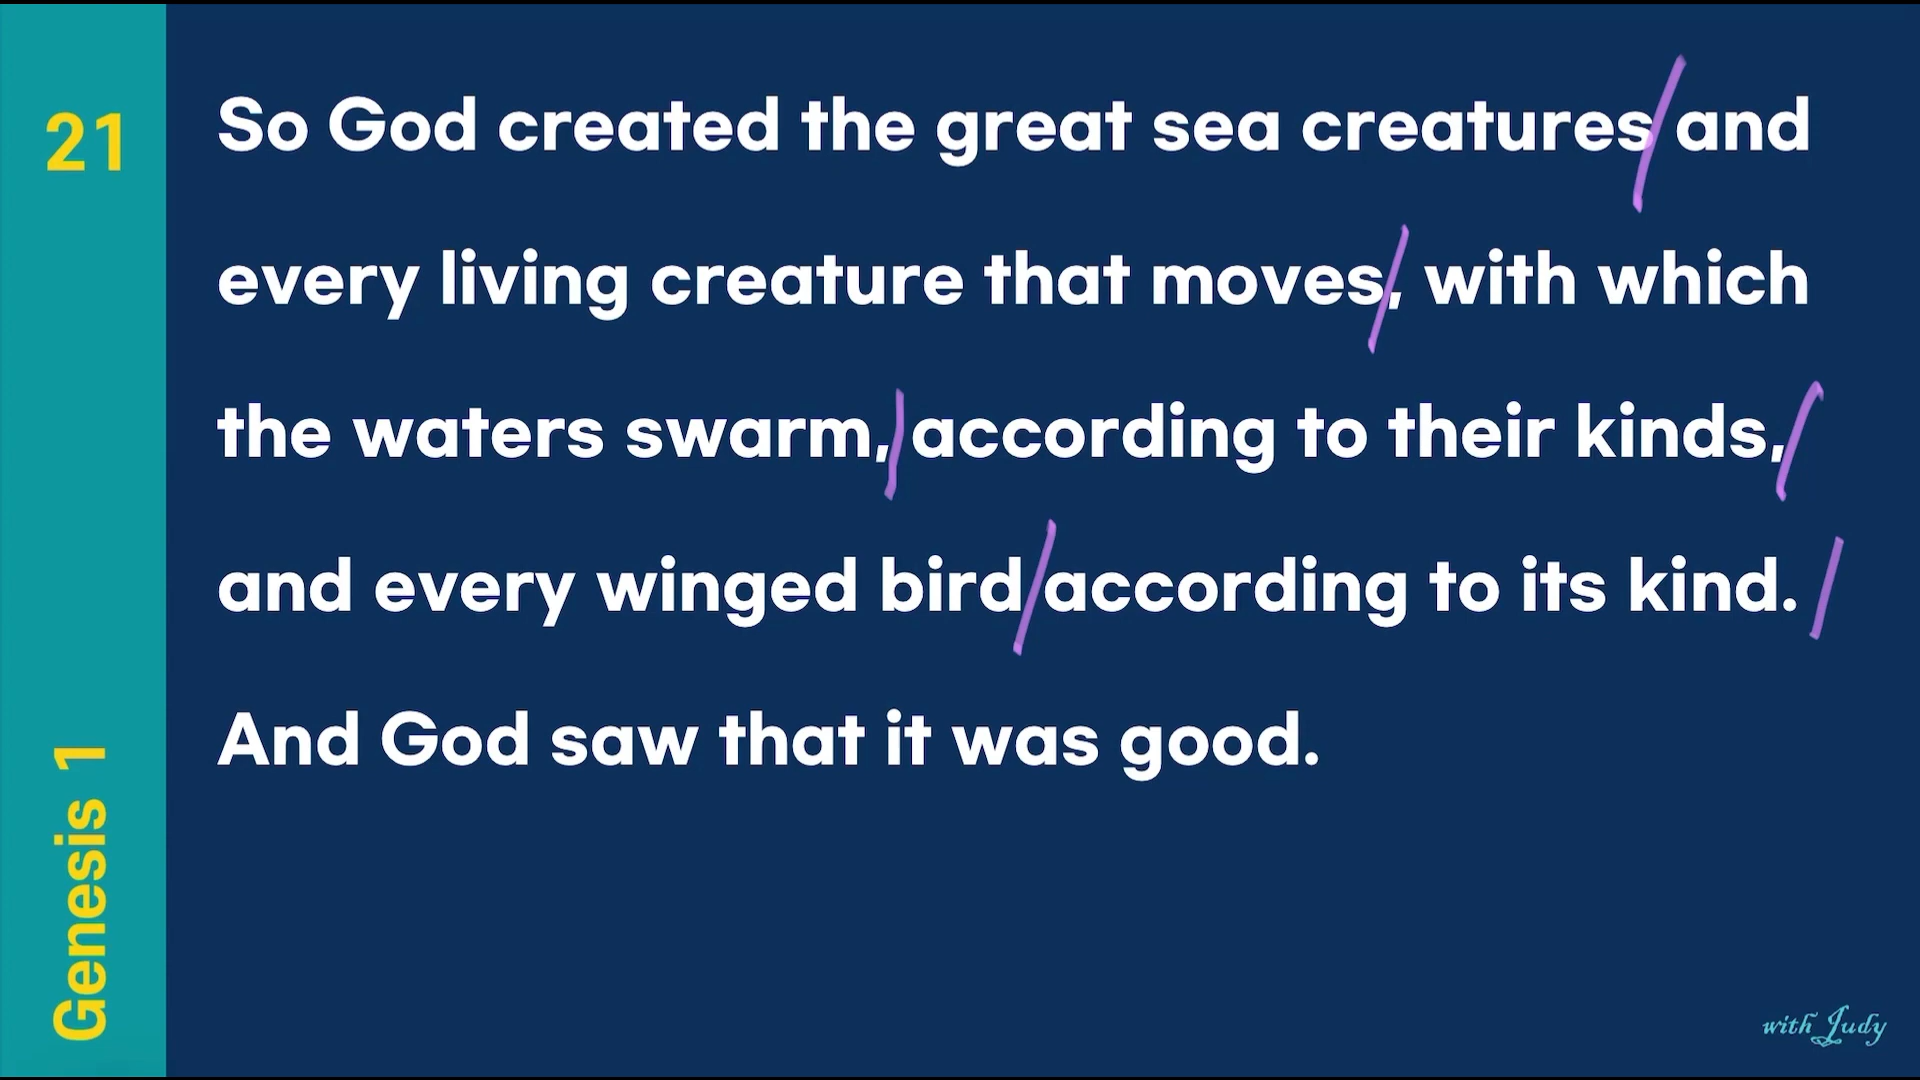 21
So God created the great sea creatures/ and
every living creature that moves/, with which
the waters swarm,/ according to their kinds,/
and every winged bird/ according to its kind. /
And God saw that it was good.
Genesis 1
with Judy